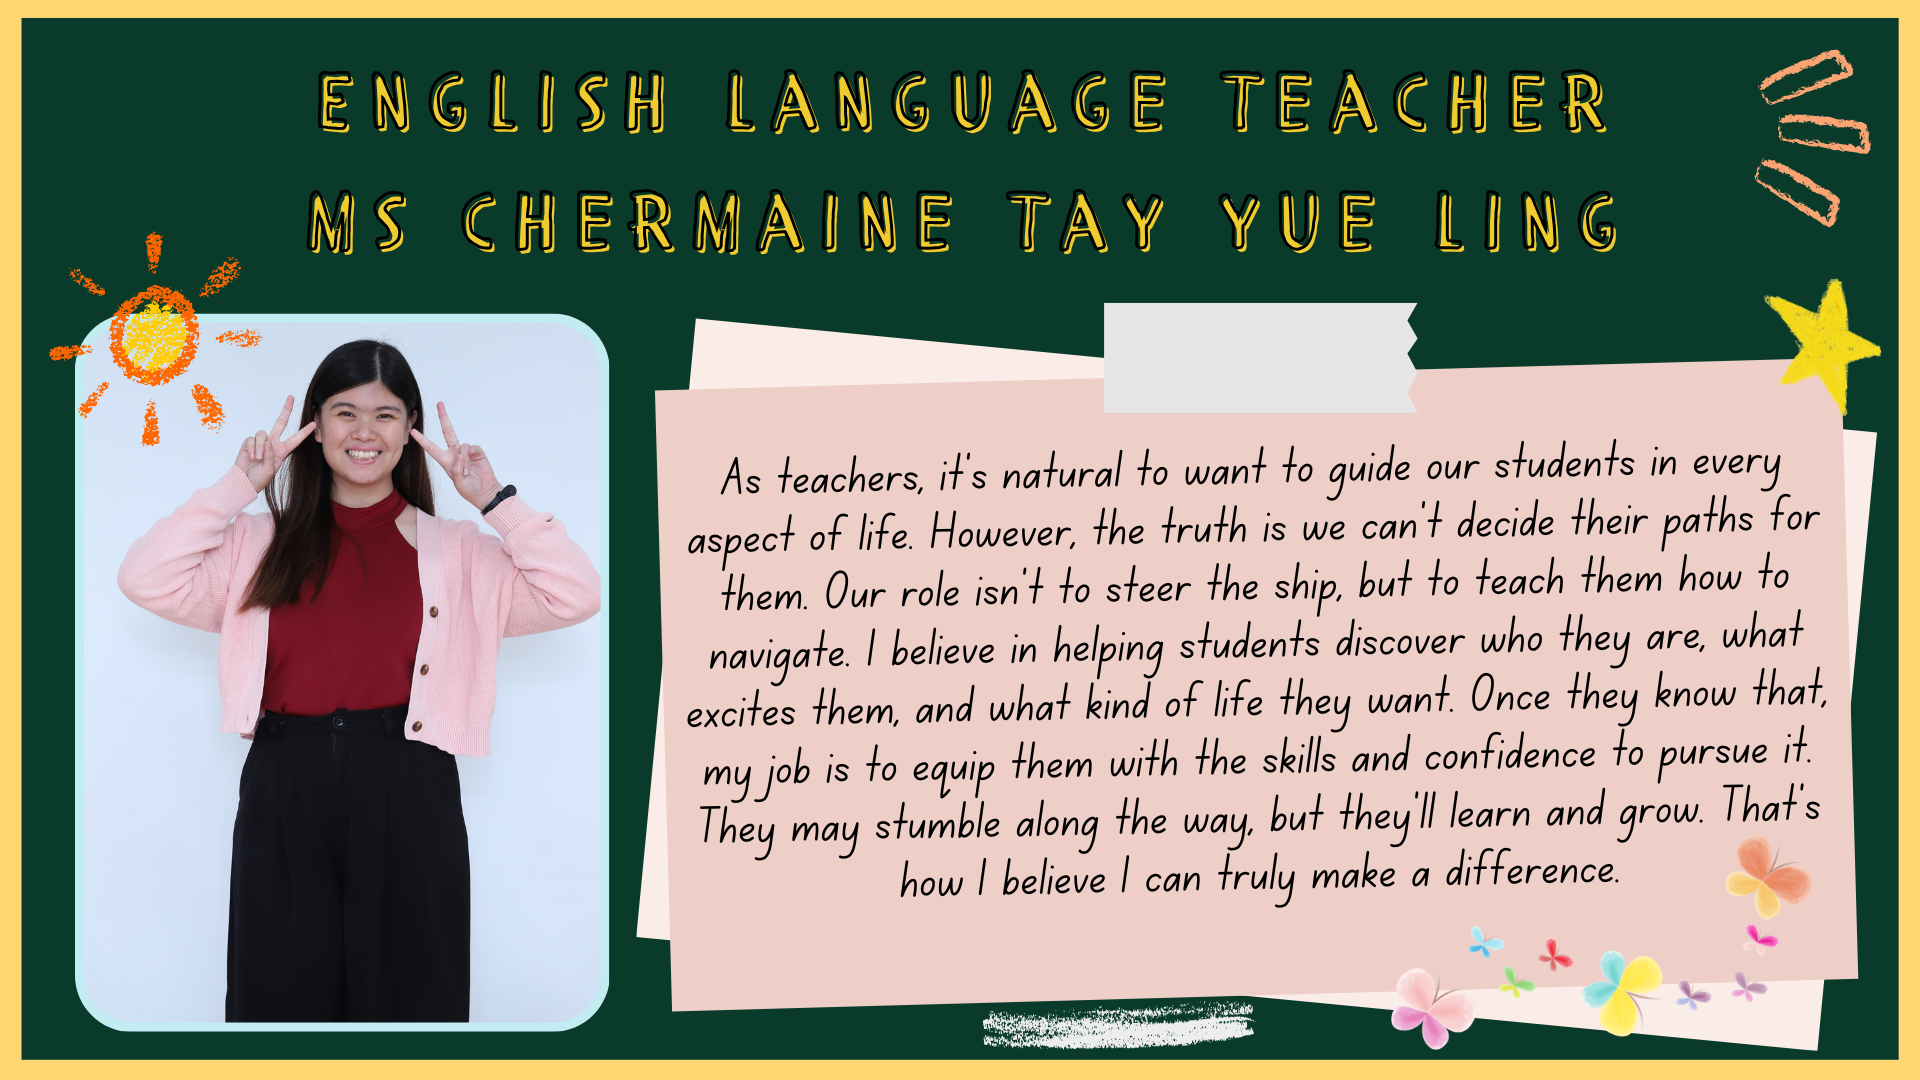 ENGLISH LANGUAGE TEACHER
MS CHERMAINE TAY YUE LING
As teachers, it's natural to want to guide our students in every
aspect of life. However, the truth is we can't decide their paths for
them. Our role isn't to steer the ship, but to teach them how to
navigate. I believe in helping students discover who they are, what
excites them, and what kind of life they want. Once they know that,
my job is to equip them with the skills and confidence to pursue it.
They may stumble along the way, but they'll learn and grow. That's
how I believe I can truly make a difference.